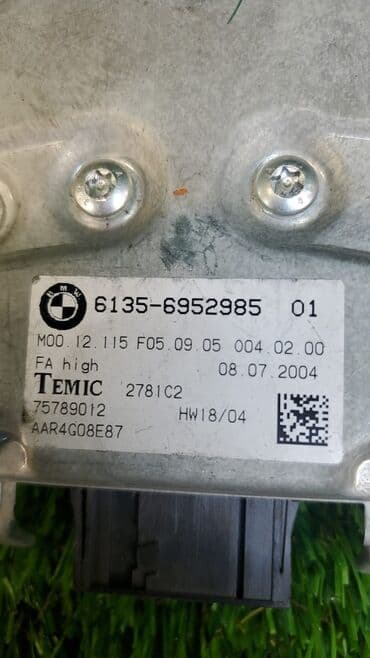 BMW
6135-6952985 01
M00.12.115 F05.09.05 004.02.00
FA high 08.07.2004
TEMIC 2781C2
75789012 HW18/04
AAR4G08E87